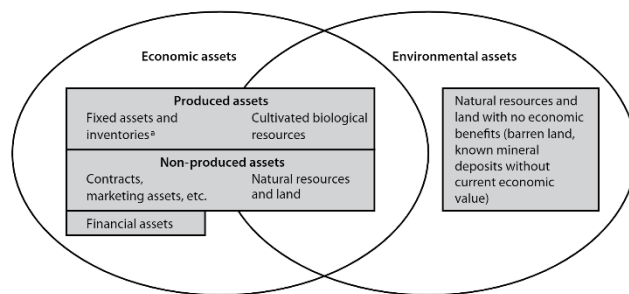 Economic assets
Environmental assets
Produced assets
Fixed assets and
inventoriesª
Cultivated biological
resources
Non-produced assets
Contracts,
marketing assets, etc.
Natural resources
and land
Financial assets
Natural resources and
land with no economic
benefits (barren land,
known mineral
deposits without
current economic
value)